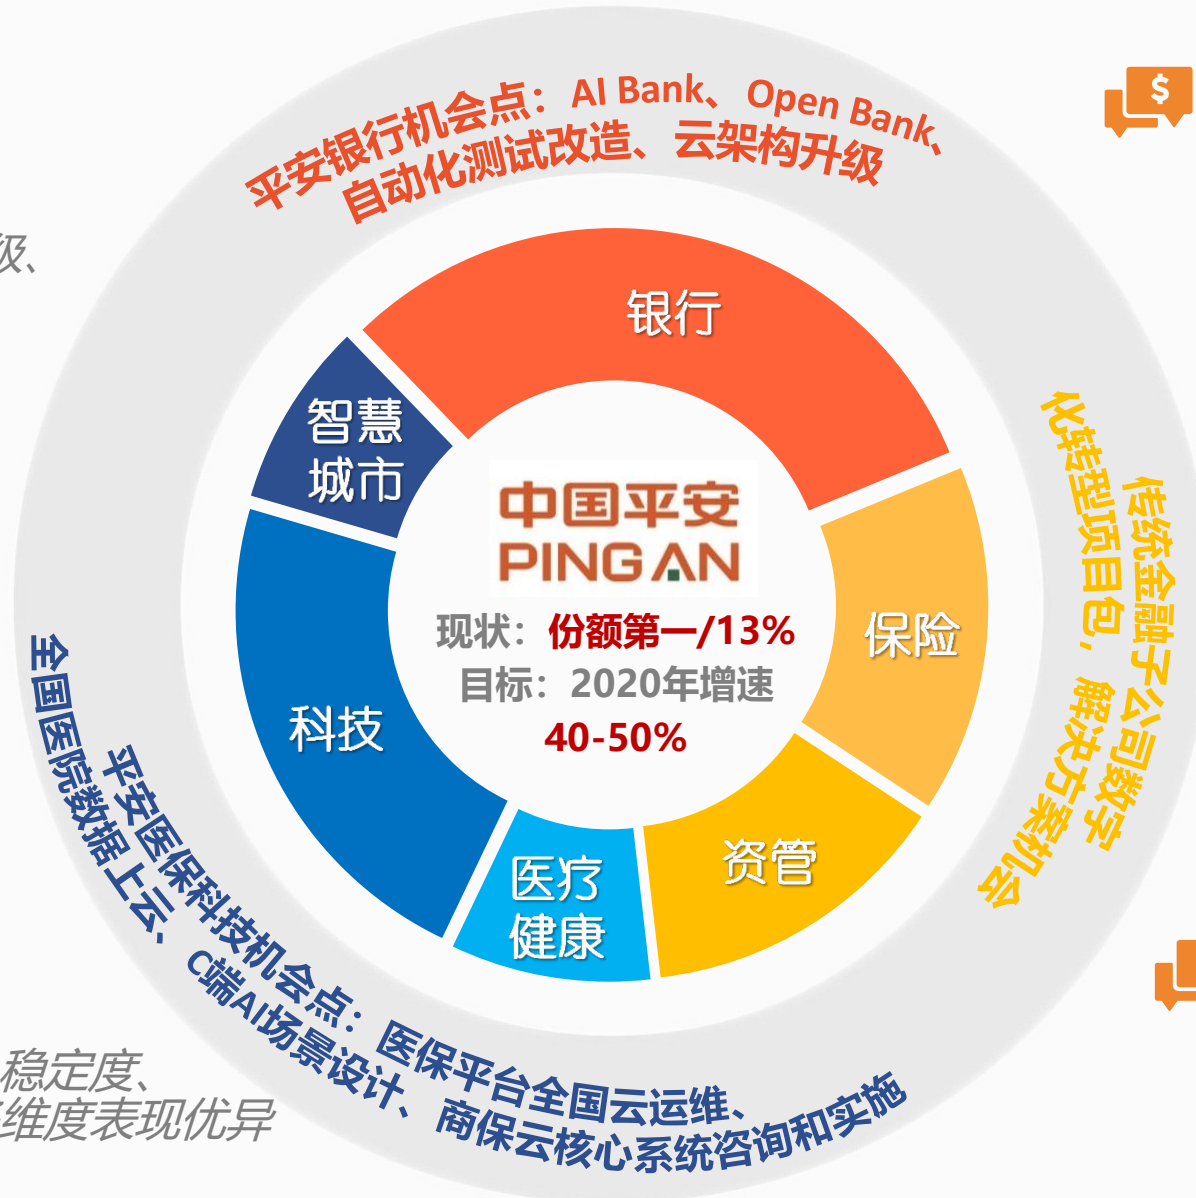 平安银行机会点：AI Bank、Open Bank、
自动化测试改造、云架构升级
级、
银行
智慧
城市
中国平安
PING AN
现状：份额第一/13%
目标：2020年增速
40-50%
保险
科技
资管
医疗
健康
传统金融子公司数字
化转型项目包，解决方案机会
平安医保科技机会点：医保平台全国云运维、
全国医院数据上云、C端AI场景设计、商保云核心系统咨询和实施
稳定度、
维度表现优异
$